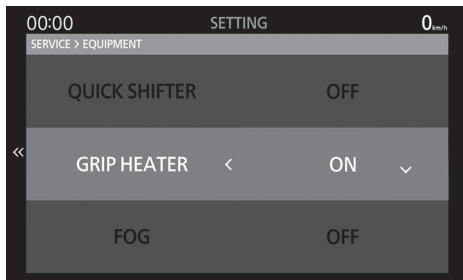 00:00 SETTING 0km/h
SERVICE > EQUIPMENT
QUICK SHIFTER OFF
« GRIP HEATER < ON ⌄
FOG OFF